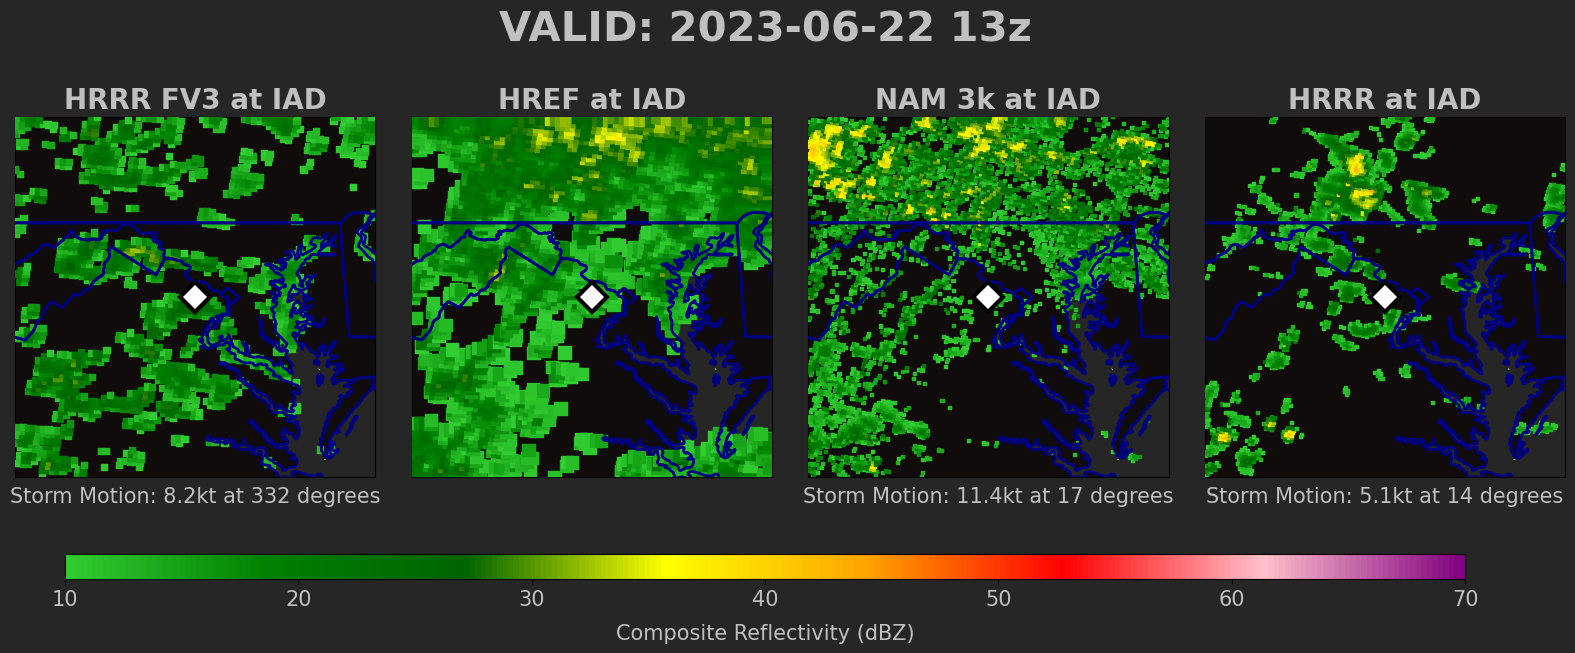 VALID: 2023-06-22 13z
HRRR FV3 at IAD
HREF at IAD
NAM 3k at IAD
HRRR at IAD
Storm Motion: 8.2kt at 332 degrees
Storm Motion: 11.4kt at 17 degrees
Storm Motion: 5.1kt at 14 degrees
10 20 30 40 50 60 70
Composite Reflectivity (dBZ)